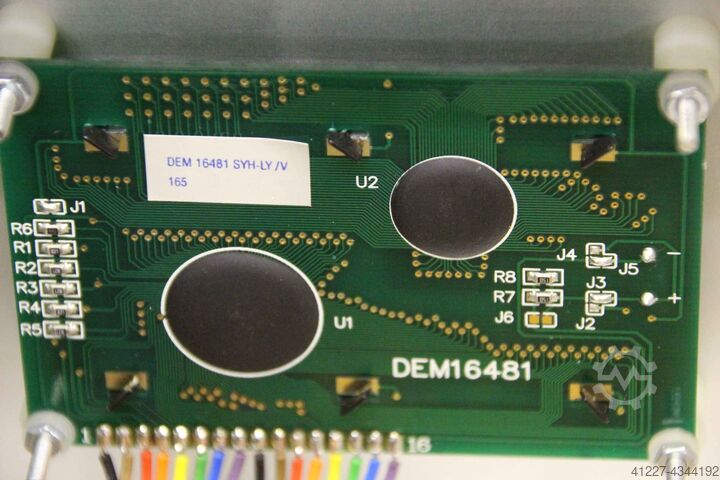 DEM 16481 SYH-LY /V
165
U2
J1
R6
R1
R2
R3
R4
R5
U1
J4
J5
−
R8
R7
J6
J3
+
J2
DEM16481
1
16
41227-4344192